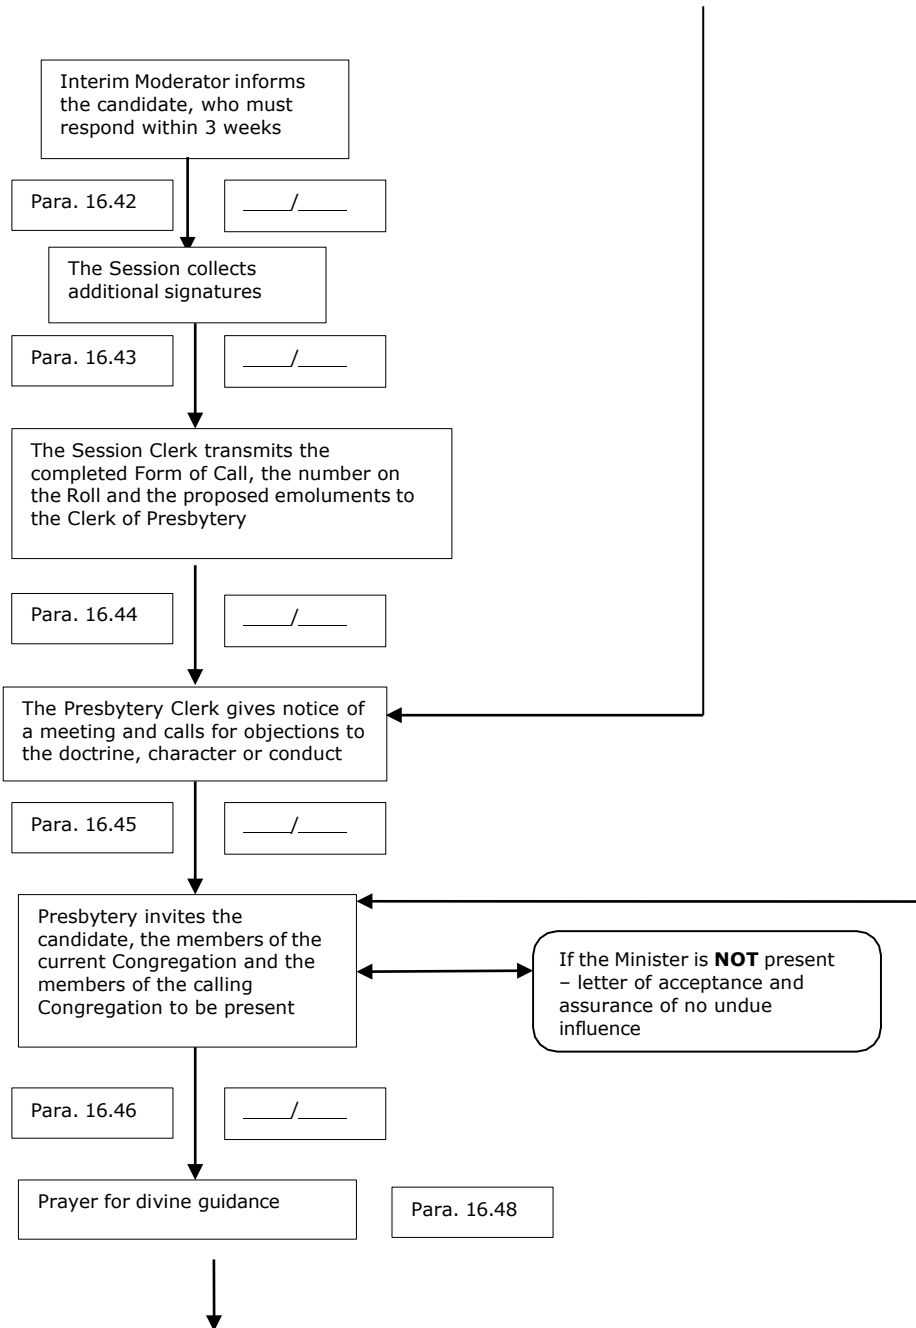 Interim Moderator informs
the candidate, who must
respond within 3 weeks
Para. 16.42
____/____
The Session collects
additional signatures
Para. 16.43
____/____
The Session Clerk transmits the
completed Form of Call, the number on
the Roll and the proposed emoluments to
the Clerk of Presbytery
Para. 16.44
____/____
The Presbytery Clerk gives notice of
a meeting and calls for objections to
the doctrine, character or conduct
Para. 16.45
____/____
Presbytery invites the
candidate, the members of the
current Congregation and the
members of the calling
Congregation to be present
If the Minister is NOT present
– letter of acceptance and
assurance of no undue
influence
Para. 16.46
____/____
Prayer for divine guidance
Para. 16.48